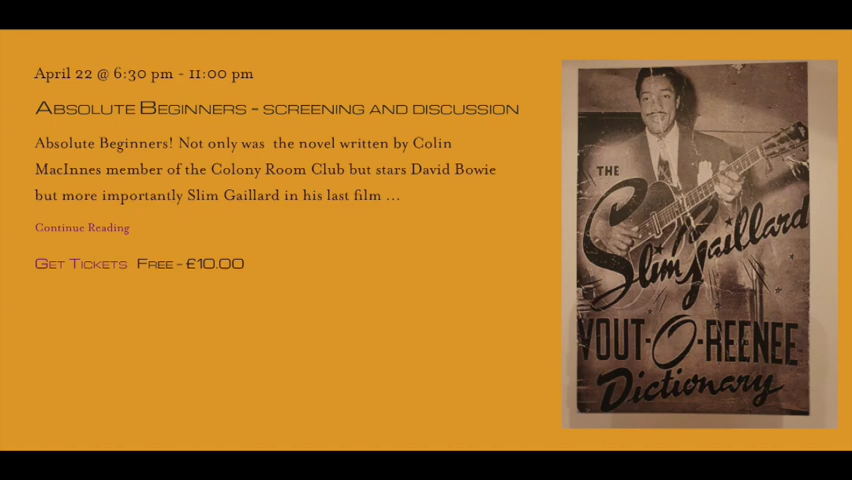 April 22 @ 6:30 pm - 11:00 pm
Absolute Beginners - screening and discussion
Absolute Beginners! Not only was the novel written by Colin
MacInnes member of the Colony Room Club but stars David Bowie
but more importantly Slim Gaillard in his last film ...
Continue Reading
Get Tickets Free - £10.00
THE
Slim Gaillard
VOUT-O-REENEE
Dictionary